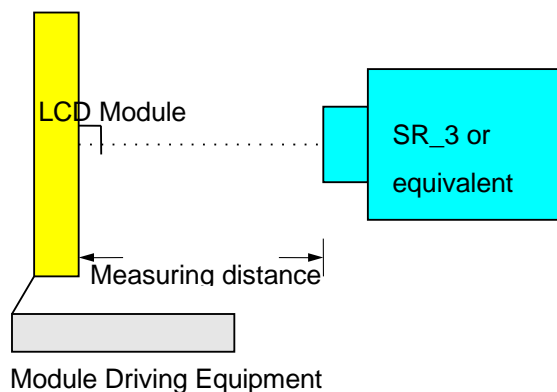 LCD Module
SR_3 or
equivalent
Measuring distance
Module Driving Equipment